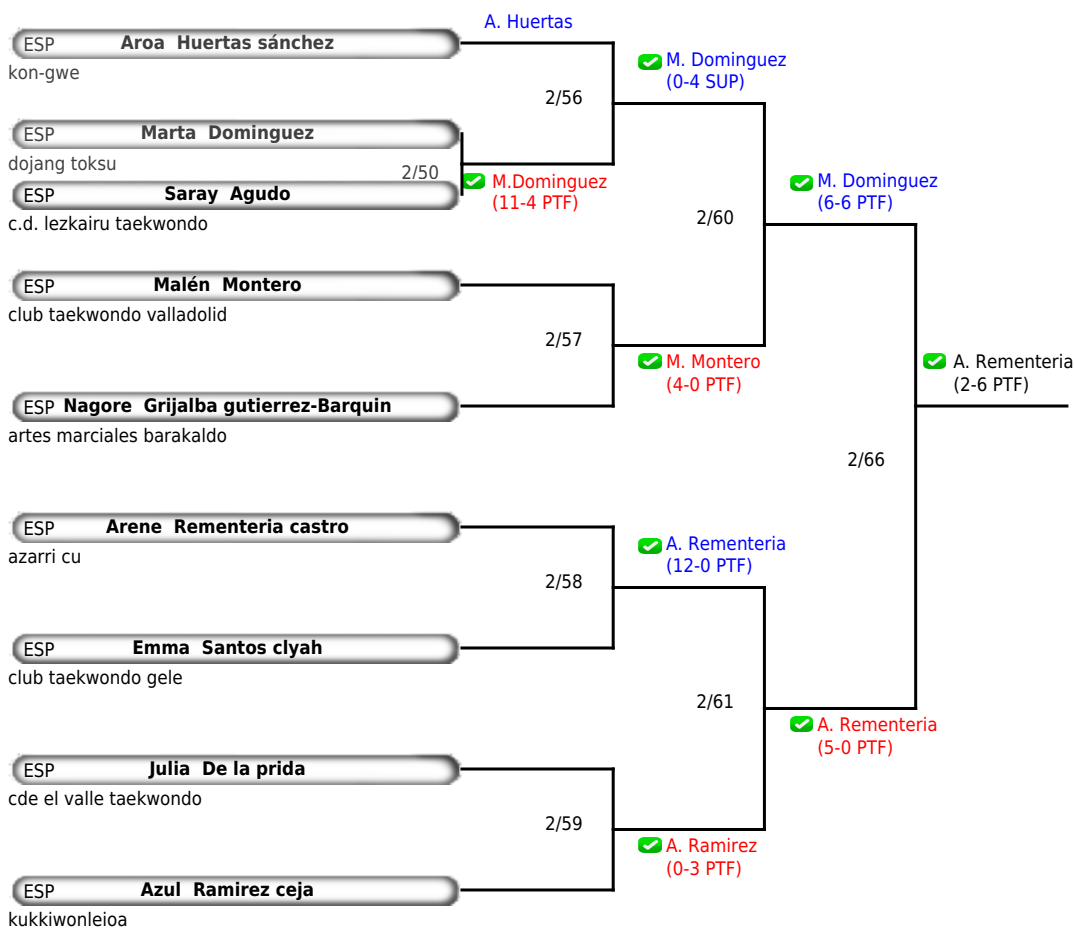 A. Huertas
ESP Aroa Huertas sánchez
kon-gwe
M. Dominguez
(0-4 SUP)
2/56
ESP Marta Dominguez
dojang toksu
2/50
M.Dominguez
(11-4 PTF)
ESP Saray Agudo
c.d. lezkairu taekwondo
M. Dominguez
(6-6 PTF)
2/60
ESP Malén Montero
club taekwondo valladolid
2/57
M. Montero
(4-0 PTF)
A. Rementeria
(2-6 PTF)
ESP Nagore Grijalba gutierrez-Barquin
artes marciales barakaldo
2/66
ESP Arene Rementeria castro
azarri cu
A. Rementeria
(12-0 PTF)
2/58
ESP Emma Santos clyah
club taekwondo gele
2/61
A. Rementeria
(5-0 PTF)
ESP Julia De la prida
cde el valle taekwondo
2/59
A. Ramirez
(0-3 PTF)
ESP Azul Ramirez ceja
kukkiwonleioa